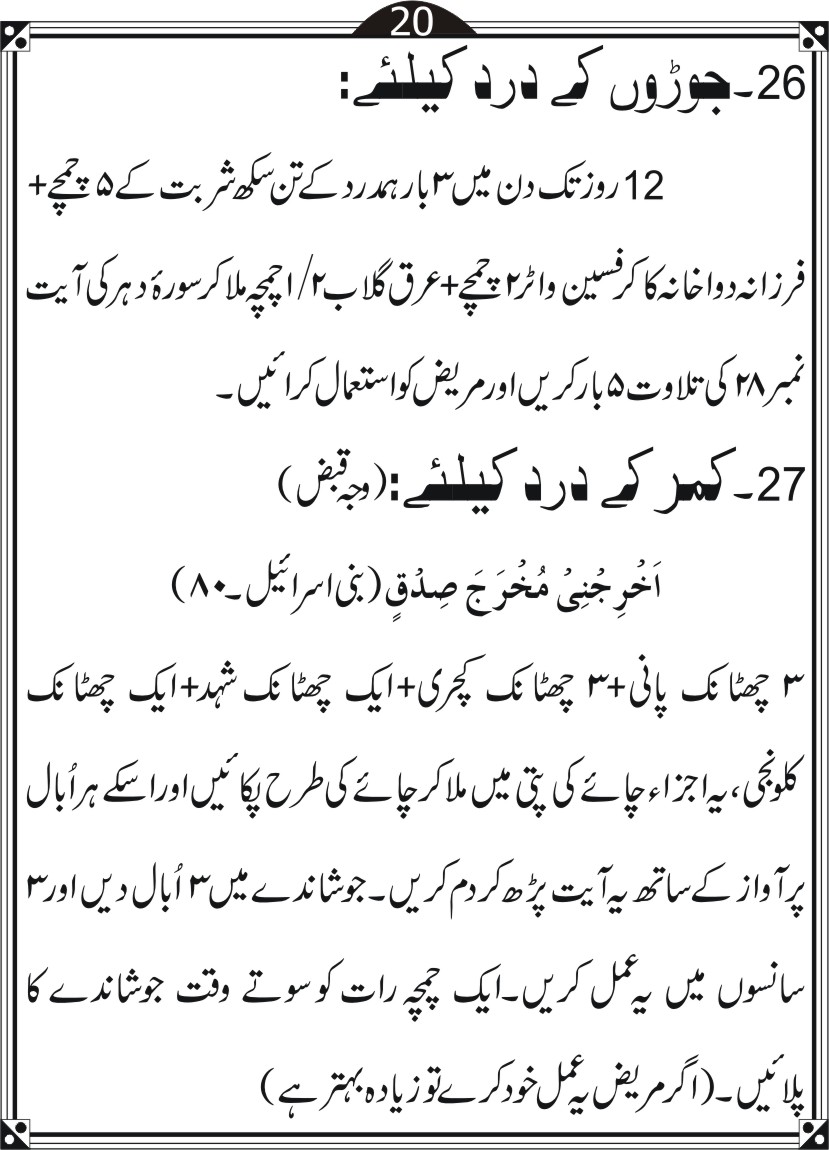 20
26۔جوڑوں کے درد کیلئے:
12 روز تک دن میں ۳ بار ہمدرد کے تن سکھ شربت کے ۵ چمچے+
فرزانہ دواخانہ کا کرفسین واٹر ۲ چمچے+عرق گلاب ۱/۲ چمچہ ملا کر سورۂ دہر کی آیت
نمبر ۲۸ کی تلاوت ۵ بار کریں اور مریض کو استعمال کرائیں۔
27۔کمر کے درد کیلئے:(وجہ قبض)
اَخْرِجْنِیْ مُخْرَجَ صِدْقٍ (بنی اسرائیل۔۸۰)
۳ چھٹانک پانی+۳ چھٹانک کچری+ایک چھٹانک شہد+ایک چھٹانک
کلونجی، یہ اجزاء چائے کی پتی میں ملا کر چائے کی طرح پکائیں اور اسکے ہر اُبال
پر آواز کے ساتھ یہ آیت پڑھ کر دم کریں۔جوشاندے میں ۳ اُبال دیں اور ۳
سانسوں میں یہ عمل کریں۔ایک چمچہ رات کو سوتے وقت جوشاندے کا
پلائیں۔(اگر مریض یہ عمل خود کرے تو زیادہ بہتر ہے)